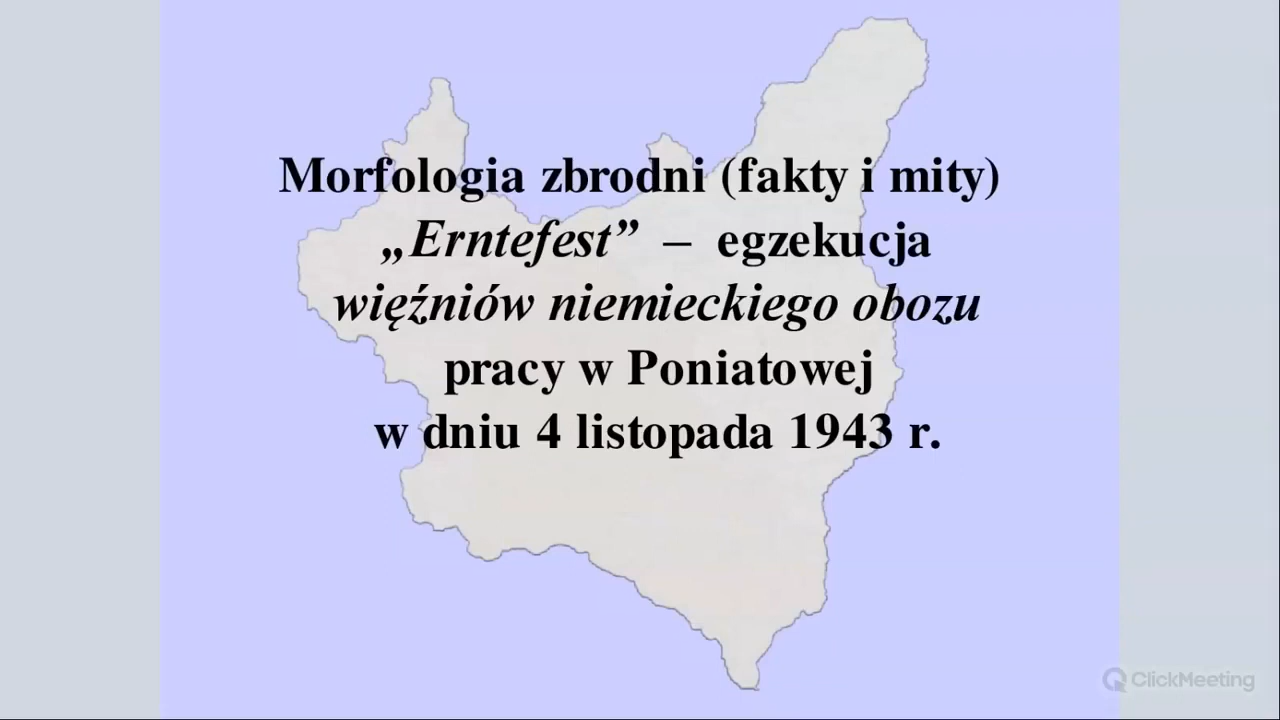 Morfologia zbrodni (fakty i mity)
„Erntefest” – egzekucja
więźniów niemieckiego obozu
pracy w Poniatowej
w dniu 4 listopada 1943 r.
ClickMeeting